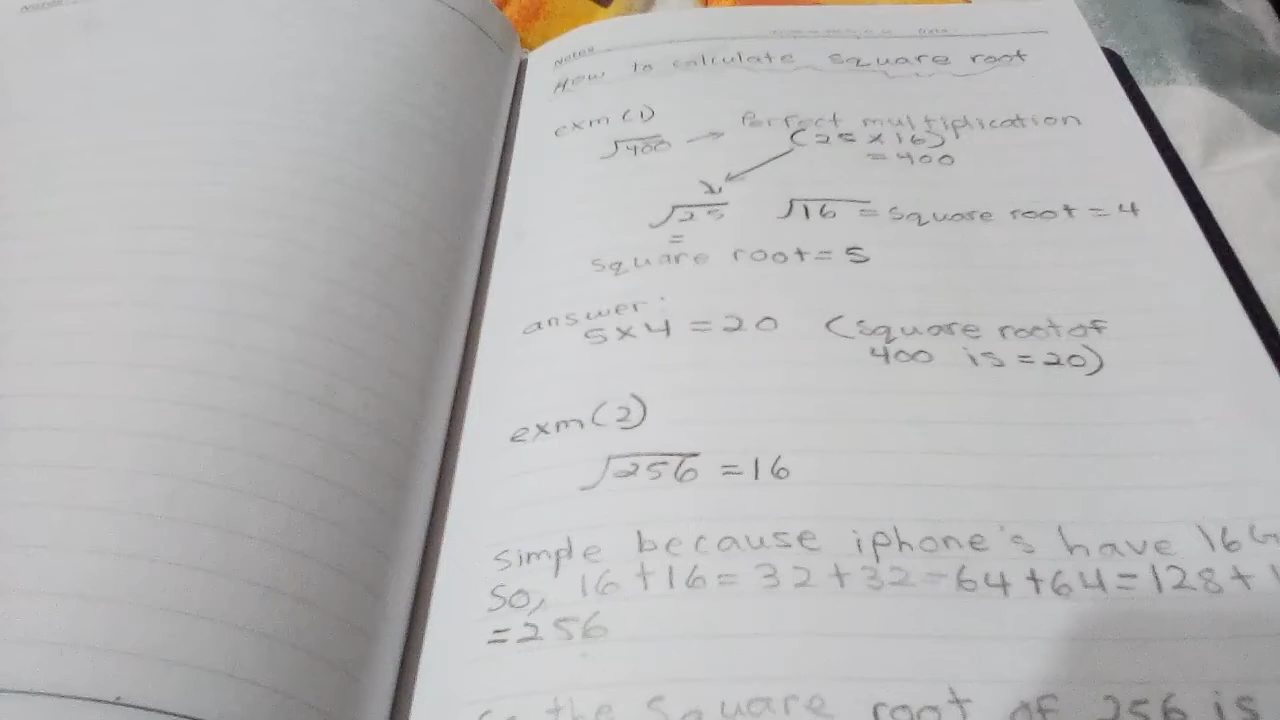 Notes
How to calculate square root
exm (1)
√400 → Perfect multiplication
(25 x 16)
= 400
√25 √16 = square root = 4
=
square root = 5
answer:
5 x 4 = 20 (square root of
400 is = 20)
exm (2)
√256 = 16
simple because iphone's have 16
So, 16 + 16 = 32 + 32 = 64 + 64 = 128 +
= 256
the square root of 256 is